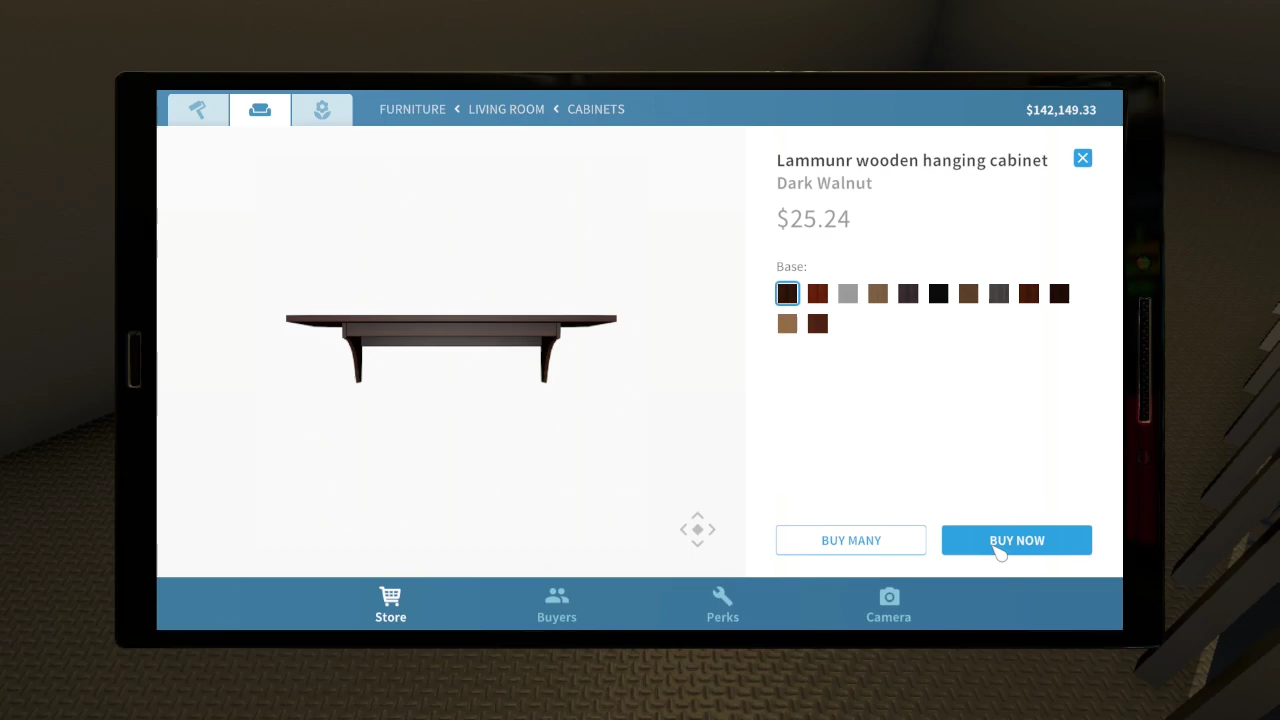 FURNITURE < LIVING ROOM < CABINETS
$142,149.33
Lammunr wooden hanging cabinet
Dark Walnut
$25.24
Base:
BUY MANY
BUY NOW
Store
Buyers
Perks
Camera